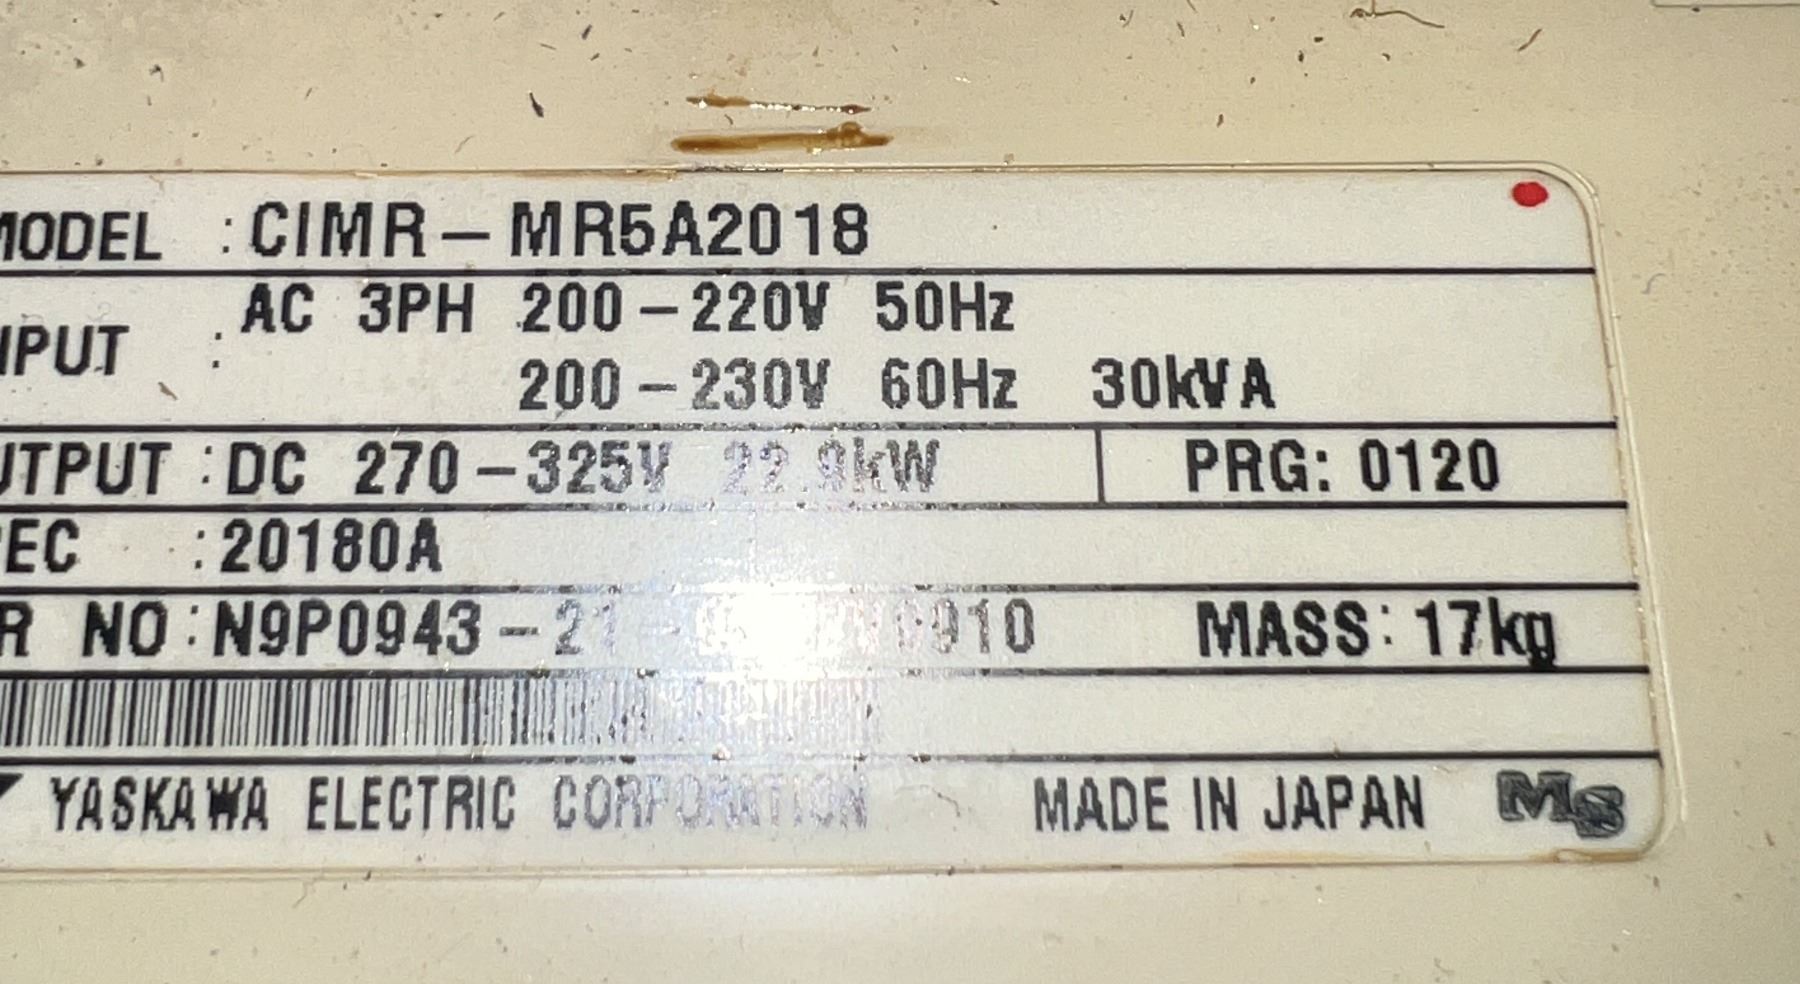 MODEL : CIMR-MR5A2018
INPUT : AC 3PH 200-220V 50Hz
200-230V 60Hz 30kVA
OUTPUT : DC 270-325V 22.9kW PRG: 0120
SPEC : 20180A
NO : N9P0943-21 MASS : 17kg
YASKAWA ELECTRIC CORPORATION MADE IN JAPAN MS